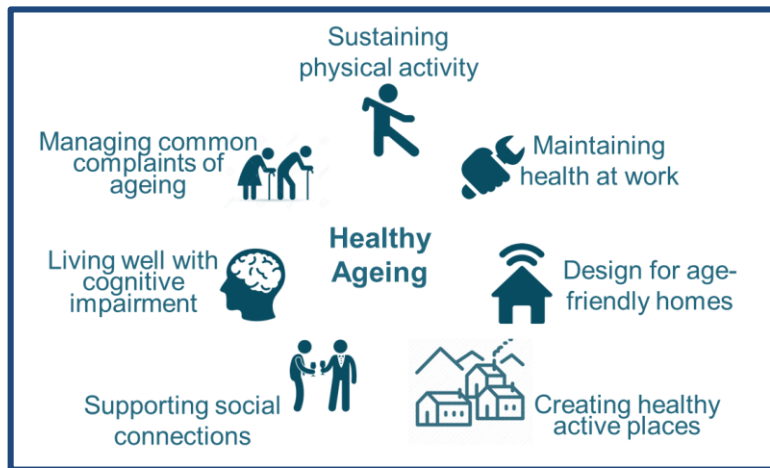 Sustaining
physical activity
Managing common
complaints of
ageing
Maintaining
health at work
Healthy
Ageing
Living well with
cognitive
impairment
Design for age-
friendly homes
Supporting social
connections
Creating healthy
active places